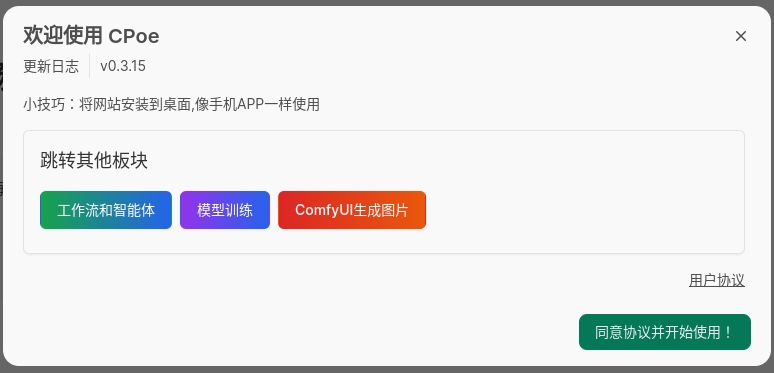 欢迎使用 CPoe
更新日志 v0.3.15
小技巧：将网站安装到桌面,像手机APP一样使用
跳转其他板块
工作流和智能体 模型训练 ComfyUI生成图片
用户协议
同意协议并开始使用！